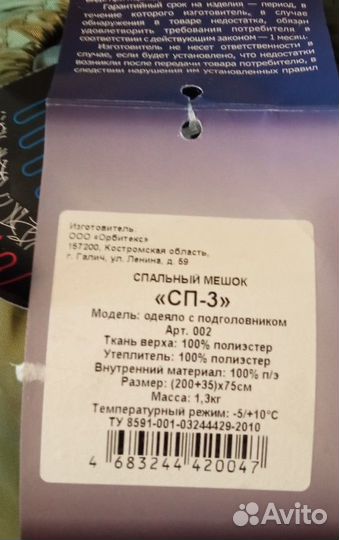 Гарантийный срок на изделия — период, в
течение которого изготовитель, в случае
обнаружения в товаре недостатка, обязан
удовлетворить требования потребителя в
соответствии с действующим законом — 1 месяц.
Изготовитель не несет ответственности в
случае, если будет установлено, что недостатки
возникли после передачи товара потребителю, в
следствии нарушения им установленных правил
Изготовитель:
ООО «Орбитекс»
157200, Костромская область,
г. Галич, ул. Ленина, д. 59
СПАЛЬНЫЙ МЕШОК
«СП-3»
Модель: одеяло с подголовником
Арт. 002
Ткань верха: 100% полиэстер
Утеплитель: 100% полиэстер
Внутренний материал: 100% п/э
Размер: (200+35)х75см
Масса: 1,3кг
Температурный режим: -5/+10°С
ТУ 8591-001-03244429-2010
4 683244 420047
Avito